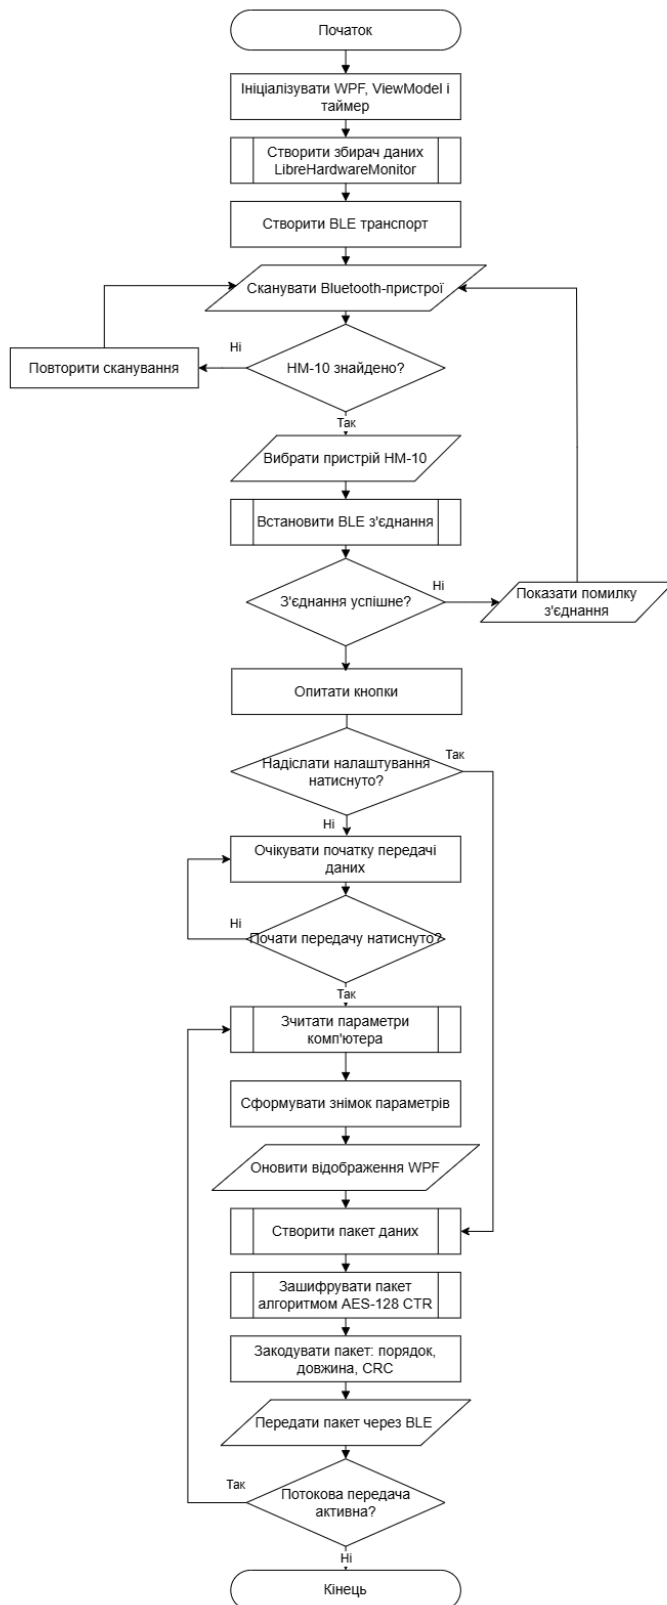 Початок
Ініціалізувати WPF, ViewModel і
таймер
Створити збирач даних
LibreHardwareMonitor
Створити BLE транспорт
Сканувати Bluetooth-пристрої
Ні
Повторити сканування
HM-10 знайдено?
Так
Вибрати пристрій HM-10
Встановити BLE з'єднання
З'єднання успішне?
Ні
Показати помилку
з'єднання
Опитати кнопки
Надіслати налаштування
натиснуто?
Так
Ні
Очікувати початку передачі
даних
Ні
Почати передачу натиснуто?
Так
Зчитати параметри
комп'ютера
Сформувати знімок параметрів
Оновити відображення WPF
Створити пакет даних
Зашифрувати пакет
алгоритмом AES-128 CTR
Закодувати пакет: порядок,
довжина, CRC
Передати пакет через BLE
Так
Потокова передача
активна?
Ні
Кінець